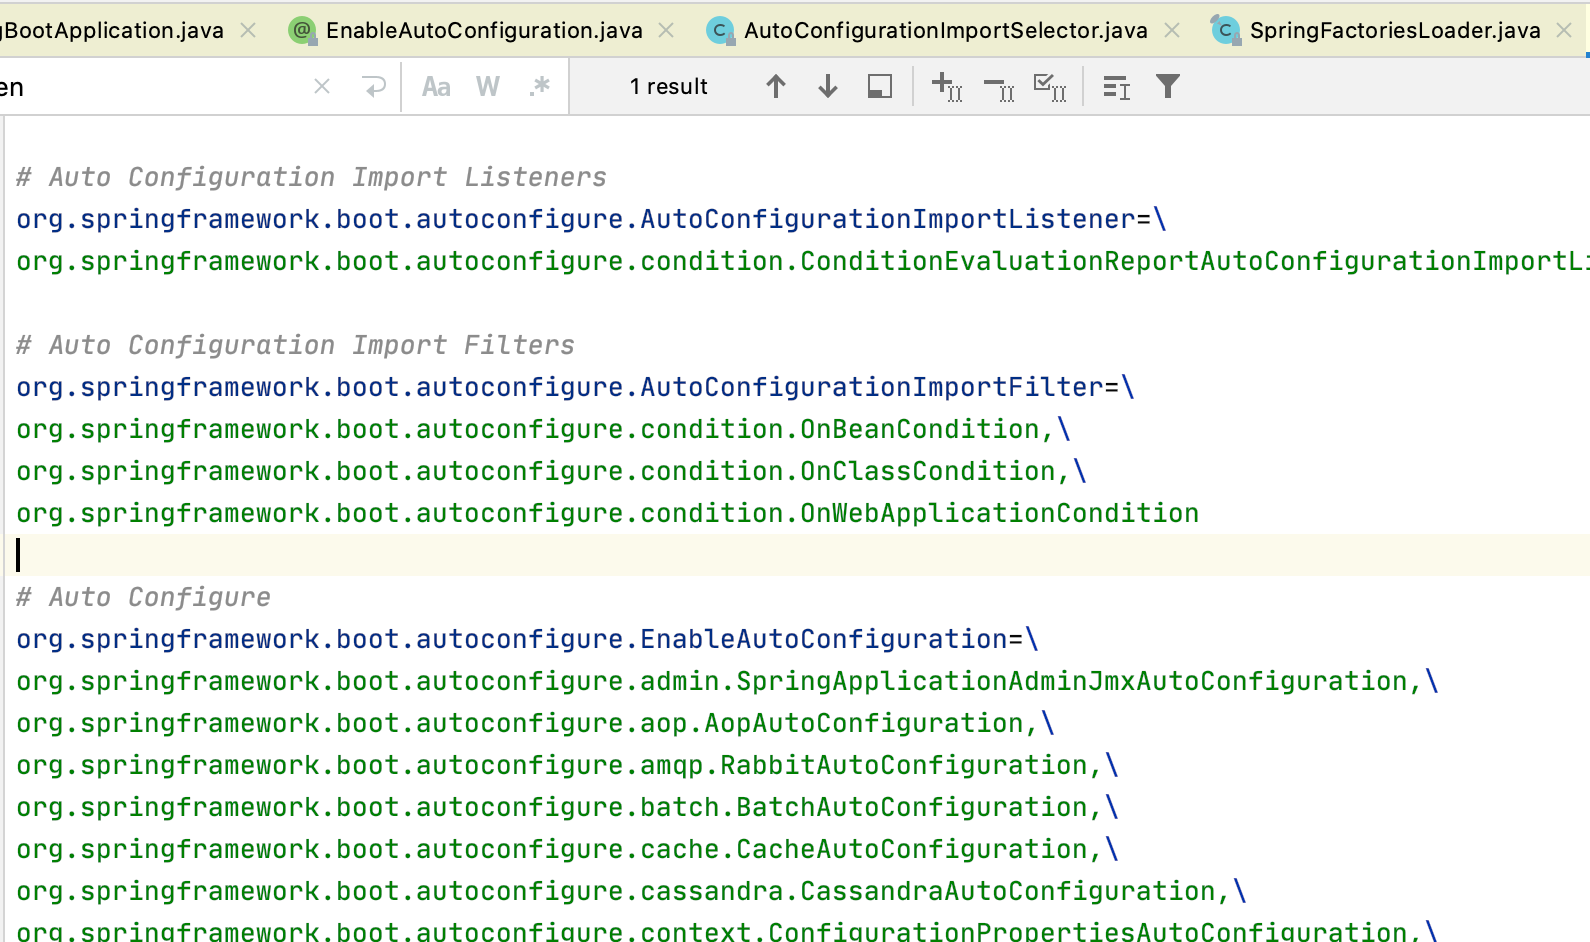 gBootApplication.java EnableAutoConfiguration.java AutoConfigurationImportSelector.java SpringFactoriesLoader.java
en Aa W .* 1 result
# Auto Configuration Import Listeners
org.springframework.boot.autoconfigure.AutoConfigurationImportListener=\
org.springframework.boot.autoconfigure.condition.ConditionEvaluationReportAutoConfigurationImportLi
# Auto Configuration Import Filters
org.springframework.boot.autoconfigure.AutoConfigurationImportFilter=\
org.springframework.boot.autoconfigure.condition.OnBeanCondition,\
org.springframework.boot.autoconfigure.condition.OnClassCondition,\
org.springframework.boot.autoconfigure.condition.OnWebApplicationCondition
# Auto Configure
org.springframework.boot.autoconfigure.EnableAutoConfiguration=\
org.springframework.boot.autoconfigure.admin.SpringApplicationAdminJmxAutoConfiguration,\
org.springframework.boot.autoconfigure.aop.AopAutoConfiguration,\
org.springframework.boot.autoconfigure.amqp.RabbitAutoConfiguration,\
org.springframework.boot.autoconfigure.batch.BatchAutoConfiguration,\
org.springframework.boot.autoconfigure.cache.CacheAutoConfiguration,\
org.springframework.boot.autoconfigure.cassandra.CassandraAutoConfiguration,\
org.springframework.boot.autoconfigure.context.ConfigurationPropertiesAutoConfiguration,\